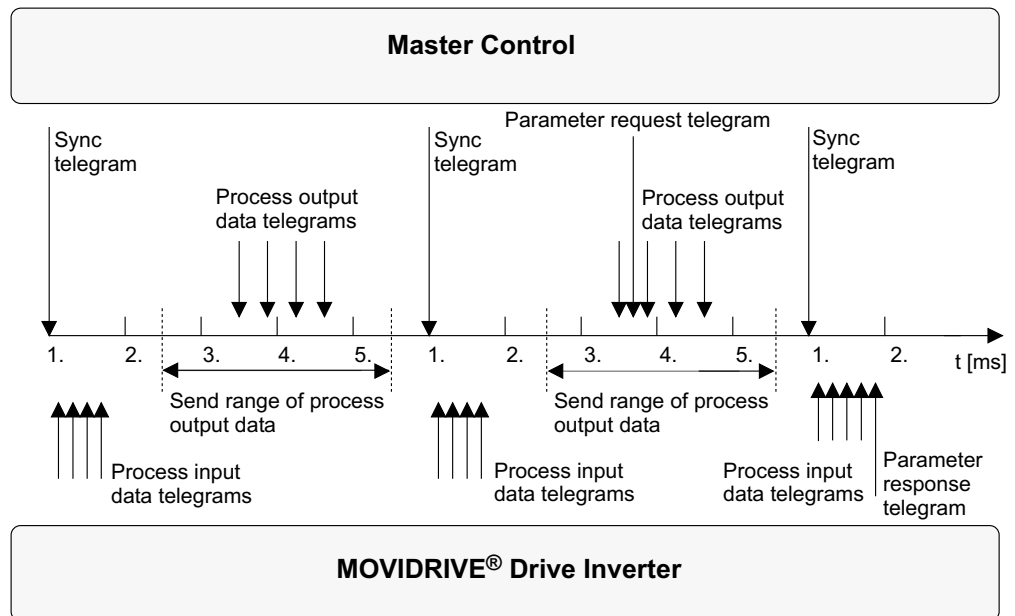 Master Control
Parameter request telegram
Sync
telegram
Sync
telegram
Sync
telegram
Process output
data telegrams
Process output
data telegrams
1.
2.
3.
4.
5.
1.
2.
3.
4.
5.
1.
2.
t [ms]
Send range of process
output data
Send range of process
output data
Process input
data telegrams
Process input
data telegrams
Process input
data telegrams
Parameter
response
telegram
MOVIDRIVE® Drive Inverter